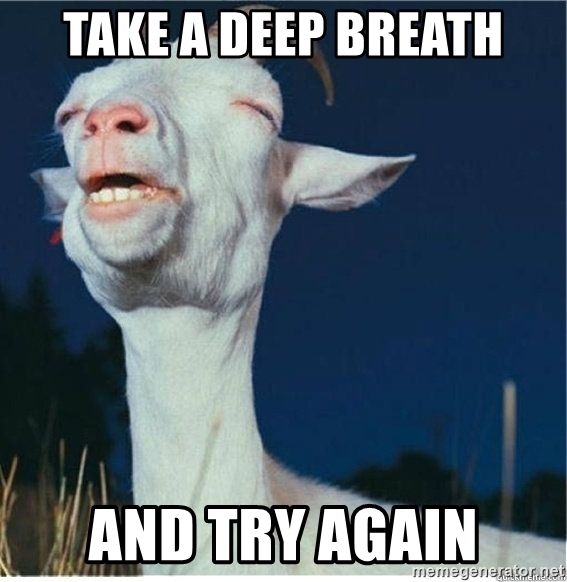 TAKE A DEEP BREATH
AND TRY AGAIN
memegenerator.net